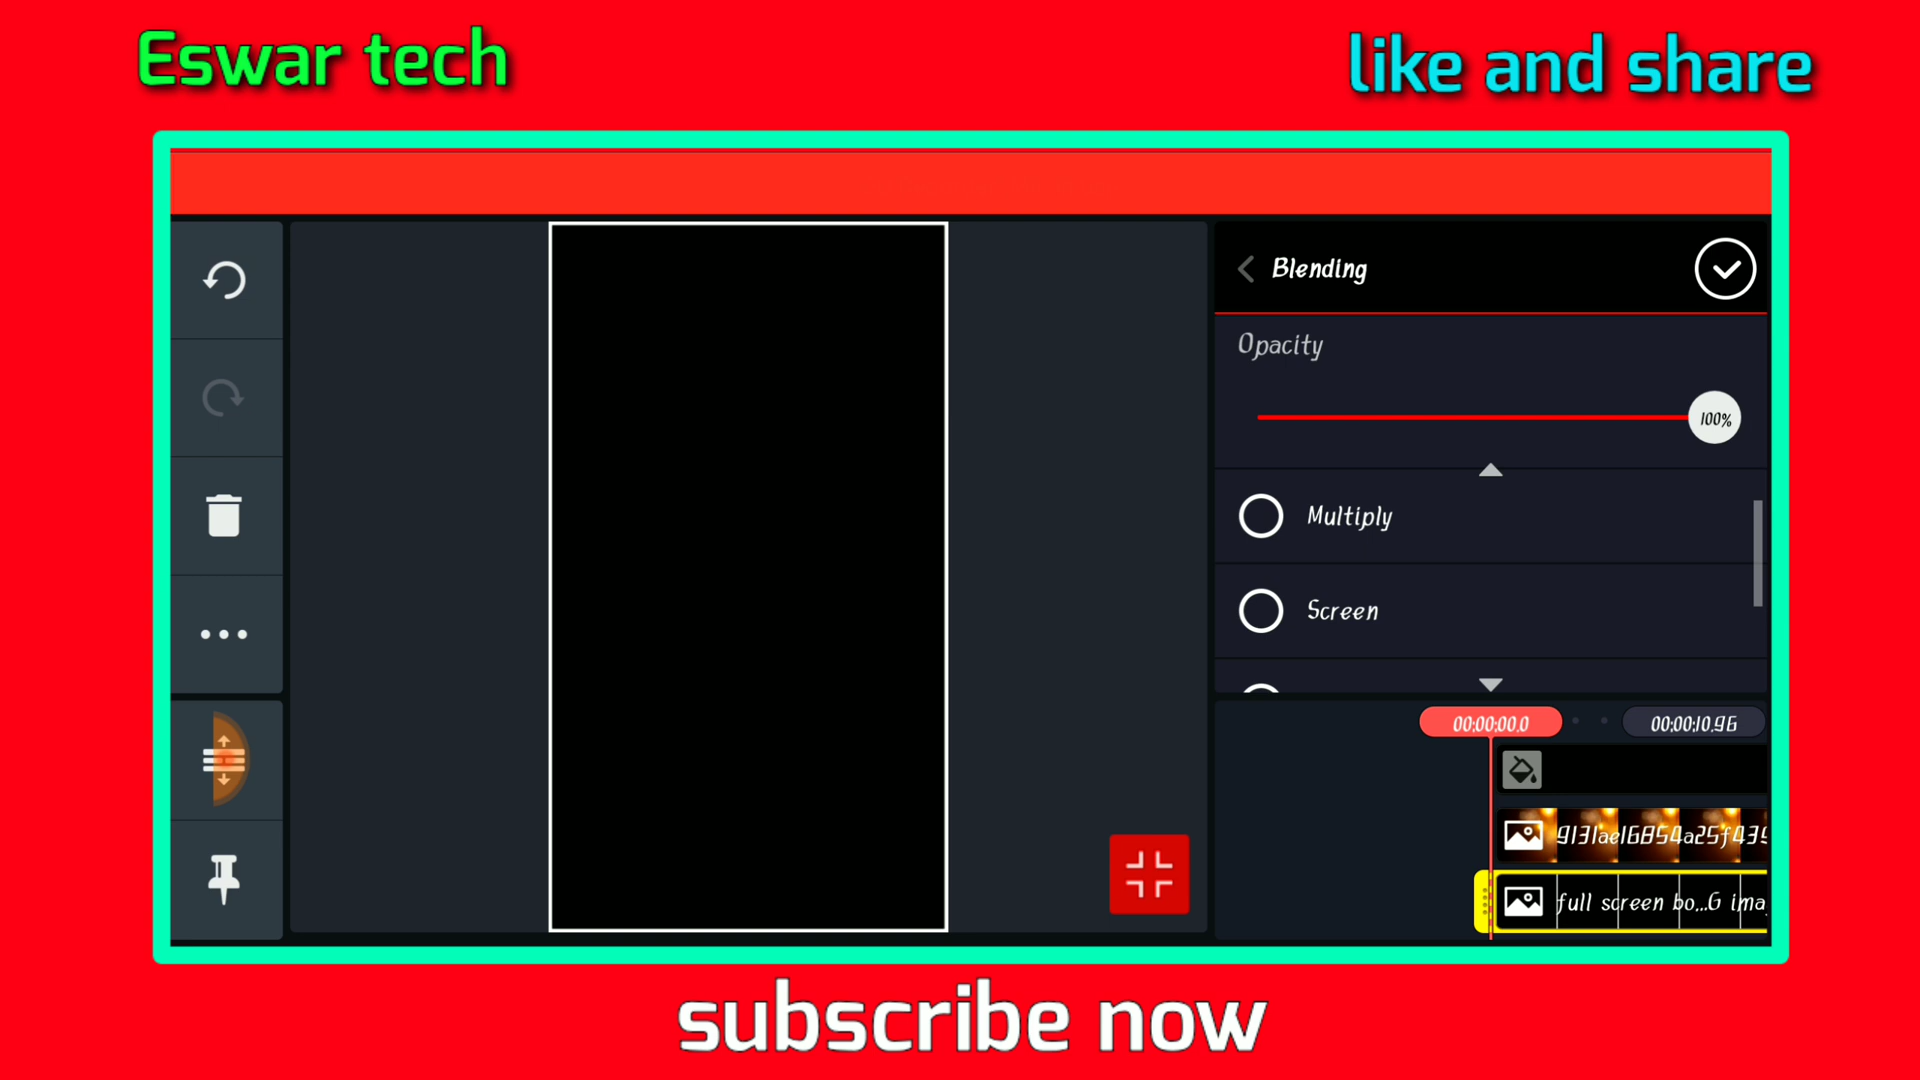 Eswar tech
like and share
Blending
Opacity
100%
Multiply
Screen
00:00:00.0
00:00:10.96
9131ae16854a25f439
full screen bo...G ima
subscribe now